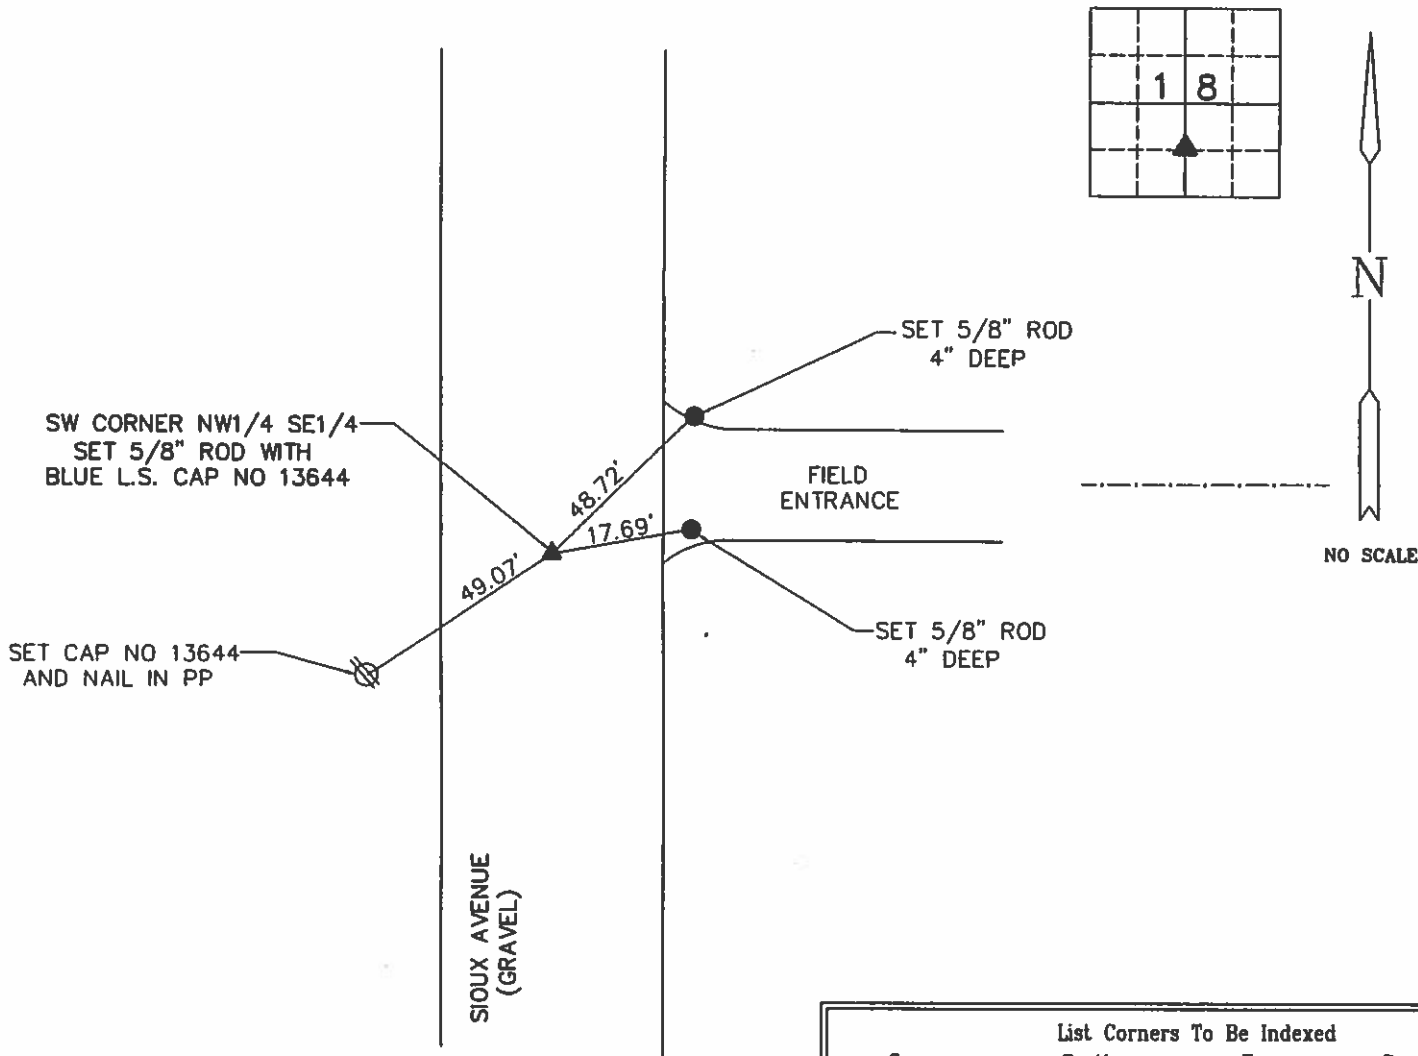 1 8
N
NO SCALE
SET 5/8" ROD
4" DEEP
SW CORNER NW1/4 SE1/4
SET 5/8" ROD WITH
BLUE L.S. CAP NO 13644
FIELD
ENTRANCE
48.72'
17.69'
49.07'
SET CAP NO 13644
AND NAIL IN PP
SET 5/8" ROD
4" DEEP
SIOUX AVENUE
(GRAVEL)
List Corners To Be Indexed